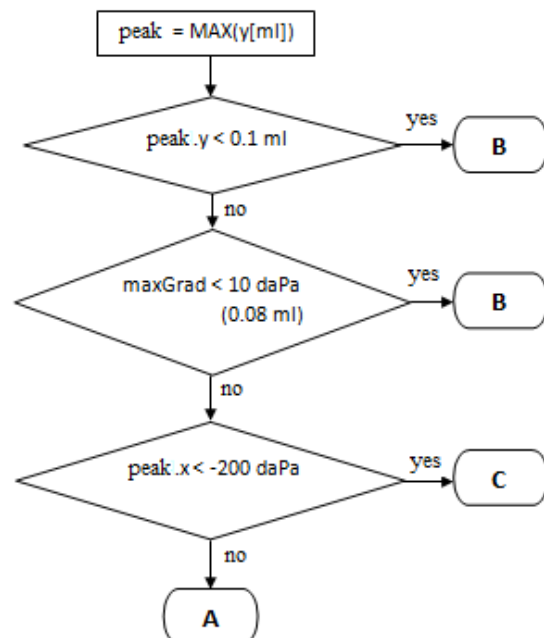 peak = MAX(y[ml])
peak.y < 0.1 ml
yes
B
no
maxGrad < 10 daPa
(0.08 ml)
yes
B
no
peak.x< -200 daPa
yes
C
no
A